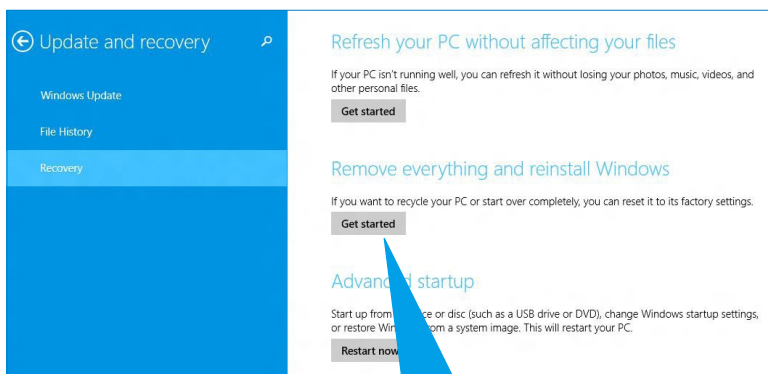 Update and recovery
Windows Update
File History
Recovery
Refresh your PC without affecting your files
If your PC isn't running well, you can refresh it without losing your photos, music, videos, and
other personal files.
Get started
Remove everything and reinstall Windows
If you want to recycle your PC or start over completely, you can reset it to its factory settings.
Get started
startup
Start up from or disc (such as a USB drive or DVD), change Windows startup settings,
or restore from a system image. This will restart your PC.
Restart now